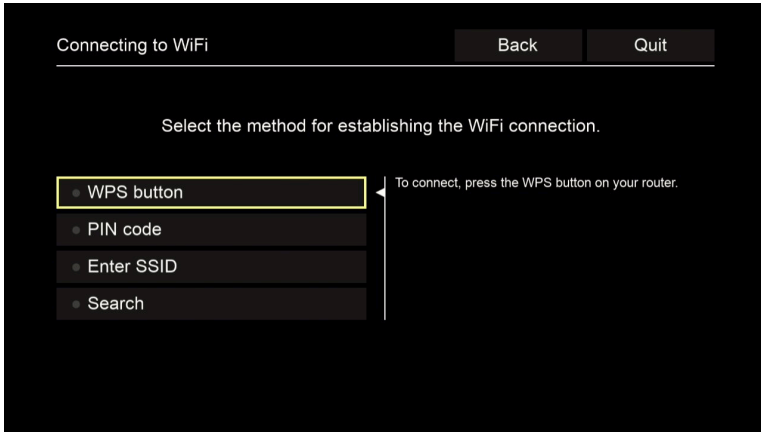 Connecting to WiFi
Back
Quit
Select the method for establishing the WiFi connection.
WPS button
To connect, press the WPS button on your router.
PIN code
Enter SSID
Search